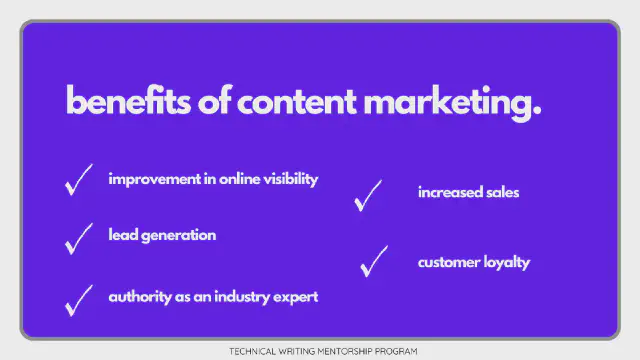 benefits of content marketing.
improvement in online visibility
lead generation
authority as an industry expert
increased sales
customer loyalty
TECHNICAL WRITING MENTORSHIP PROGRAM